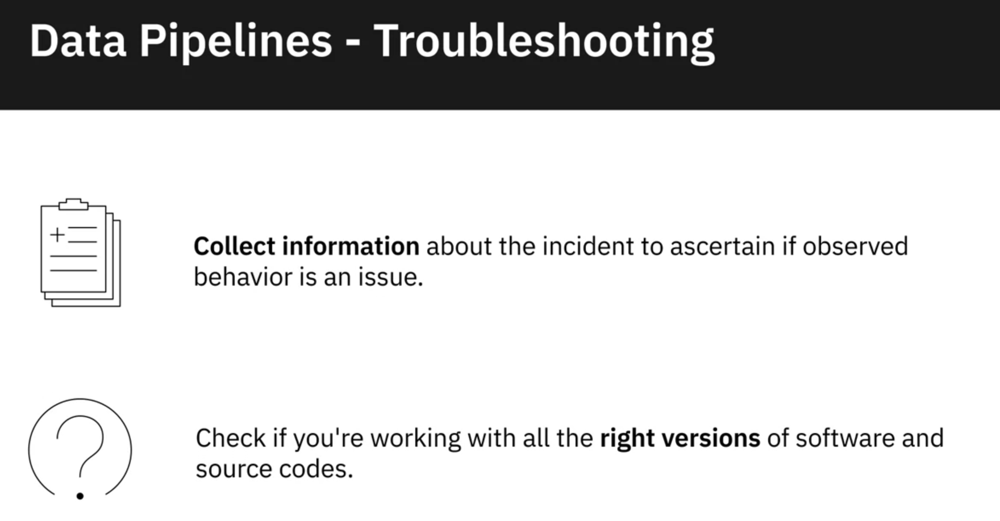 Data Pipelines - Troubleshooting
Collect information about the incident to ascertain if observed
behavior is an issue.
Check if you're working with all the right versions of software and
source codes.